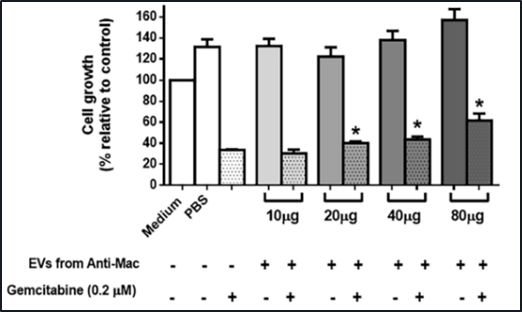 Cell growth
(% relative to control)
160
140
120
100
80
60
40
20
0
Medium
PBS
* * *
10µg 20µg 40µg 80µg
EVs from Anti-Mac - - - + + + + + + + +
Gemcitabine (0.2 µM) - - + - + - + - + - +